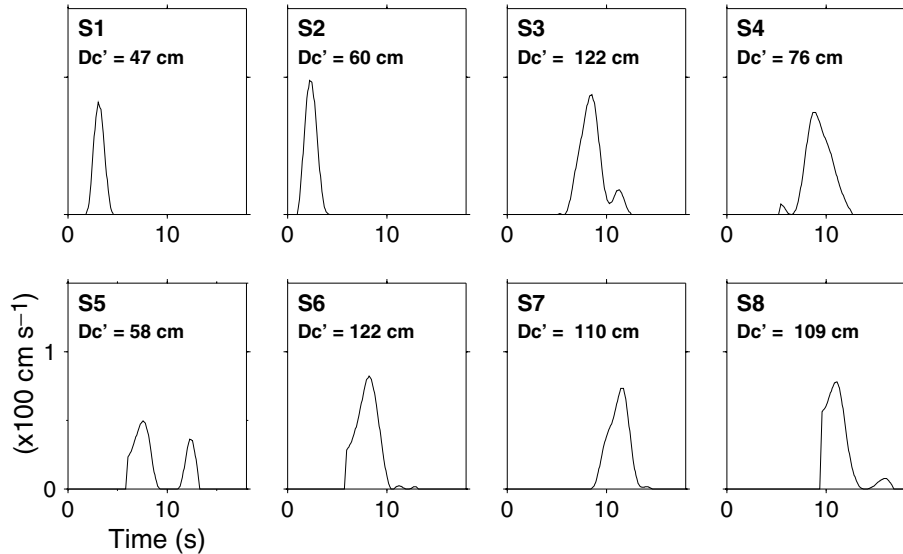 S1
Dc’ = 47 cm
0
10
S2
Dc’ = 60 cm
0
10
S3
Dc’ = 122 cm
0
10
S4
Dc’ = 76 cm
0
10
S5
Dc’ = 58 cm
(x100 cm s−1)
1
0
0
10
Time (s)
S6
Dc’ = 122 cm
0
10
S7
Dc’ = 110 cm
0
10
S8
Dc’ = 109 cm
0
10